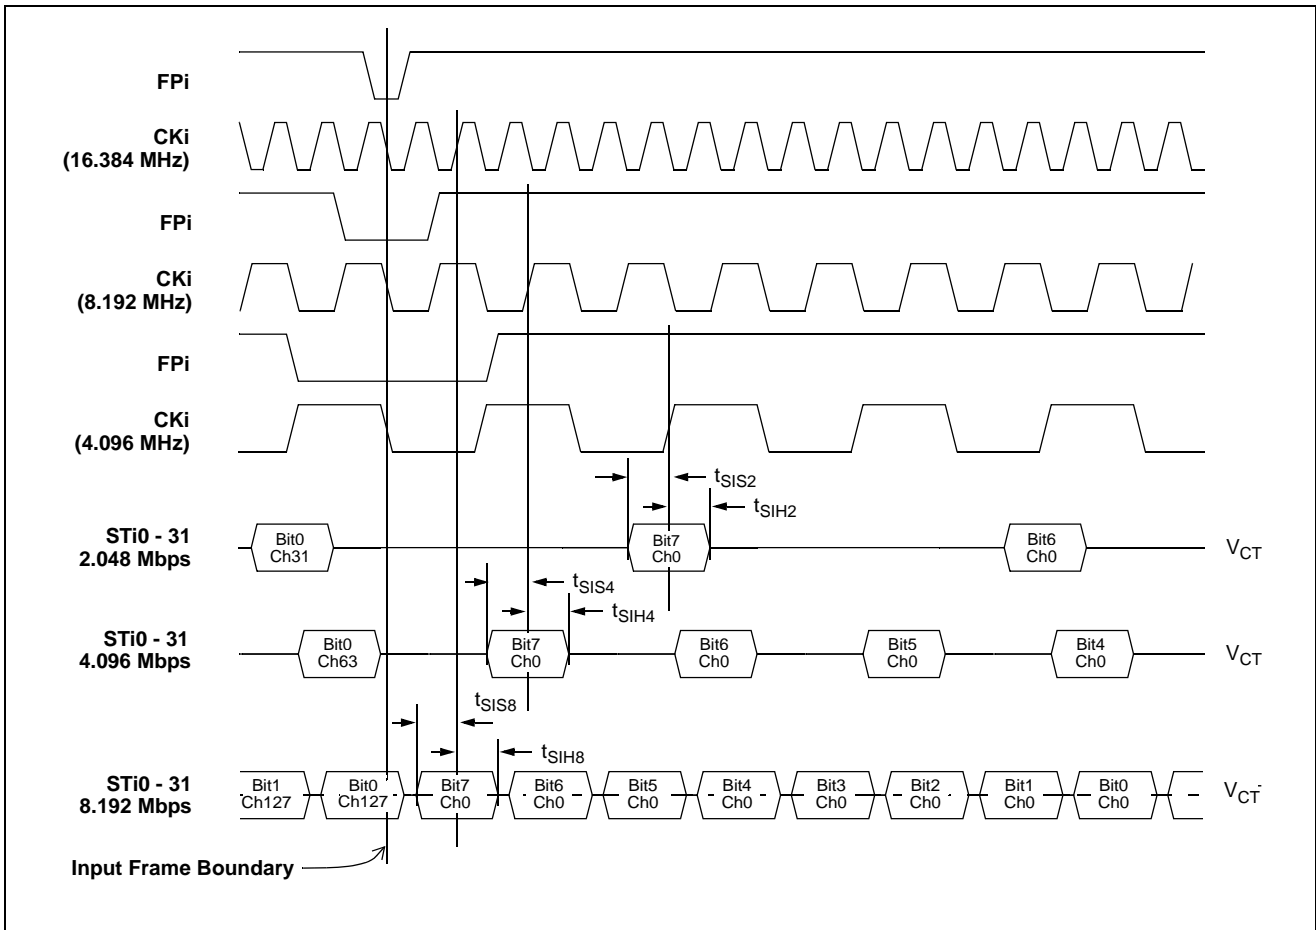 FPi
CKi
(16.384 MHz)
FPi
CKi
(8.192 MHz)
FPi
CKi
(4.096 MHz)
tSIS2
tSIH2
STi0 - 31
2.048 Mbps
Bit0
Ch31
Bit7
Ch0
Bit6
Ch0
VCT
tSIS4
tSIH4
STi0 - 31
4.096 Mbps
Bit0
Ch63
Bit7
Ch0
Bit6
Ch0
Bit5
Ch0
Bit4
Ch0
VCT
tSIS8
tSIH8
STi0 - 31
8.192 Mbps
Bit1
Ch127
Bit0
Ch127
Bit7
Ch0
Bit6
Ch0
Bit5
Ch0
Bit4
Ch0
Bit3
Ch0
Bit2
Ch0
Bit1
Ch0
Bit0
Ch0
VCT
Input Frame Boundary